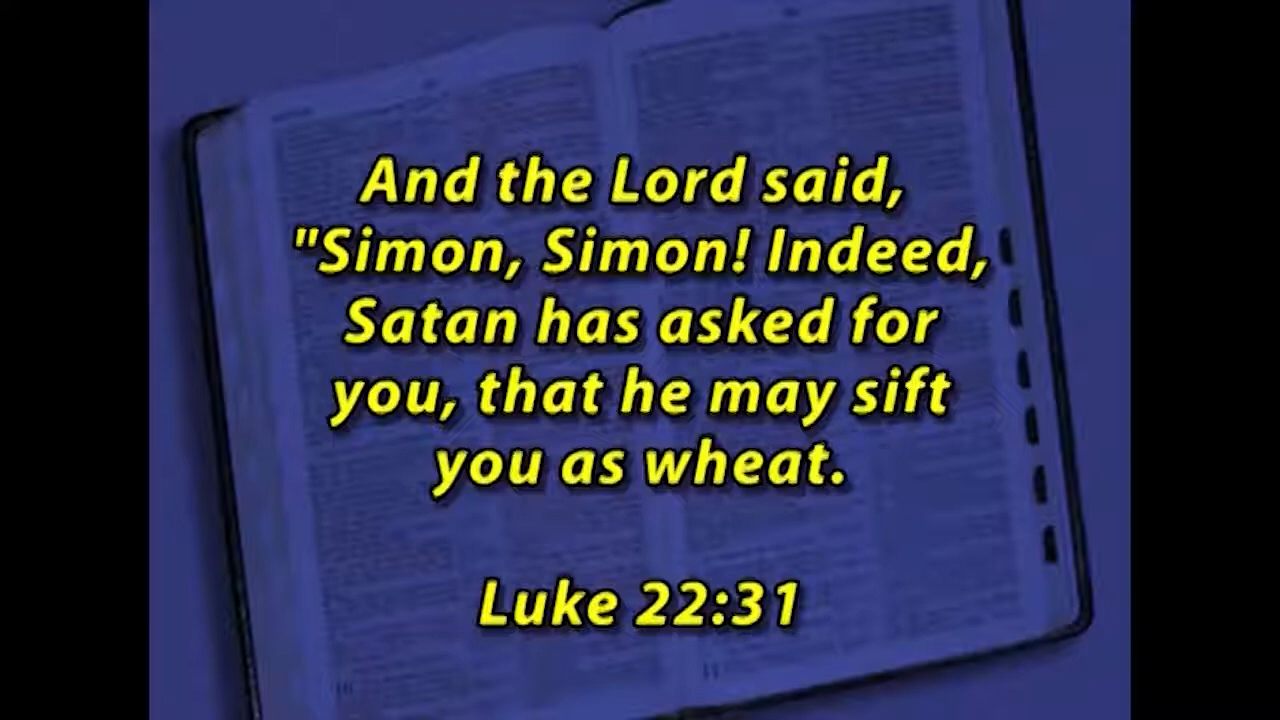 And the Lord said,
"Simon, Simon! Indeed,
Satan has asked for
you, that he may sift
you as wheat.
Luke 22:31